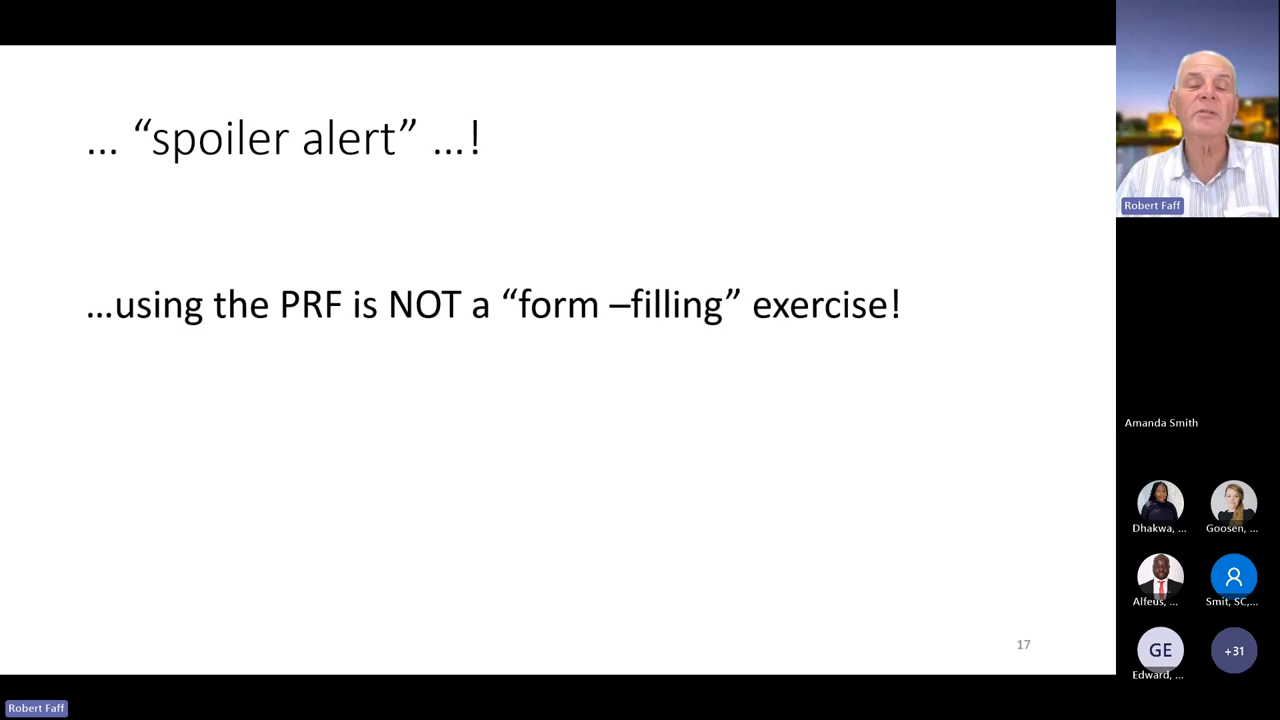 … “spoiler alert” …!
…using the PRF is NOT a “form –filling” exercise!
17
Robert Faff
Amanda Smith
Dhakwa, ...
Goosen, ...
Alfeus, ...
Smit, SC,...
GE
Edward, ...
+31
Robert Faff